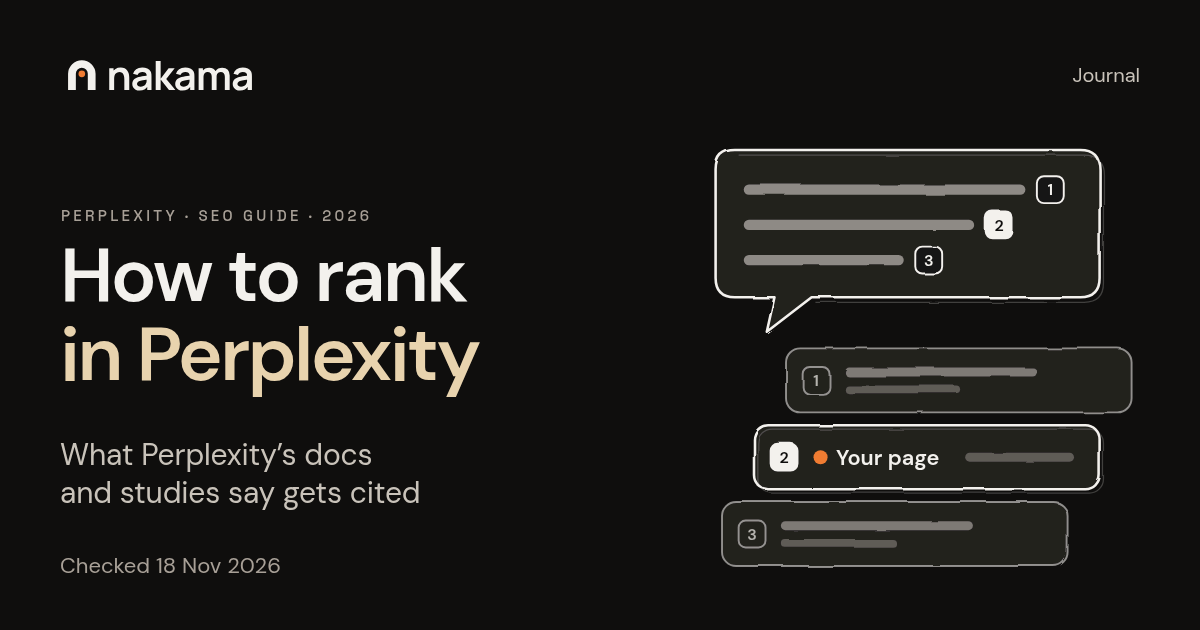 nakama
Journal
PERPLEXITY · SEO GUIDE · 2026
How to rank
in Perplexity
What Perplexity’s docs
and studies say gets cited
Checked 18 Nov 2026
1
2
3
1
2 Your page
3